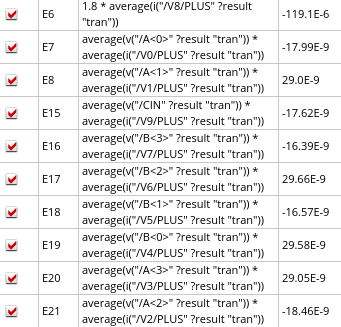 E6
1.8 * average(i("/V8/PLUS" ?result
"tran"))
-119.1E-6
E7
average(v("/A<0>" ?result "tran")) *
average(i("/V0/PLUS" ?result "tran"))
-17.99E-9
E8
average(v("/A<1>" ?result "tran")) *
average(i("/V1/PLUS" ?result "tran"))
29.0E-9
E15
average(v("/CIN" ?result "tran")) *
average(i("/V9/PLUS" ?result "tran"))
-17.62E-9
E16
average(v("/B<3>" ?result "tran")) *
average(i("/V7/PLUS" ?result "tran"))
-16.39E-9
E17
average(v("/B<2>" ?result "tran")) *
average(i("/V6/PLUS" ?result "tran"))
29.66E-9
E18
average(v("/B<1>" ?result "tran")) *
average(i("/V5/PLUS" ?result "tran"))
-16.57E-9
E19
average(v("/B<0>" ?result "tran")) *
average(i("/V4/PLUS" ?result "tran"))
29.58E-9
E20
average(v("/A<3>" ?result "tran")) *
average(i("/V3/PLUS" ?result "tran"))
29.05E-9
E21
average(v("/A<2>" ?result "tran")) *
average(i("/V2/PLUS" ?result "tran"))
-18.46E-9